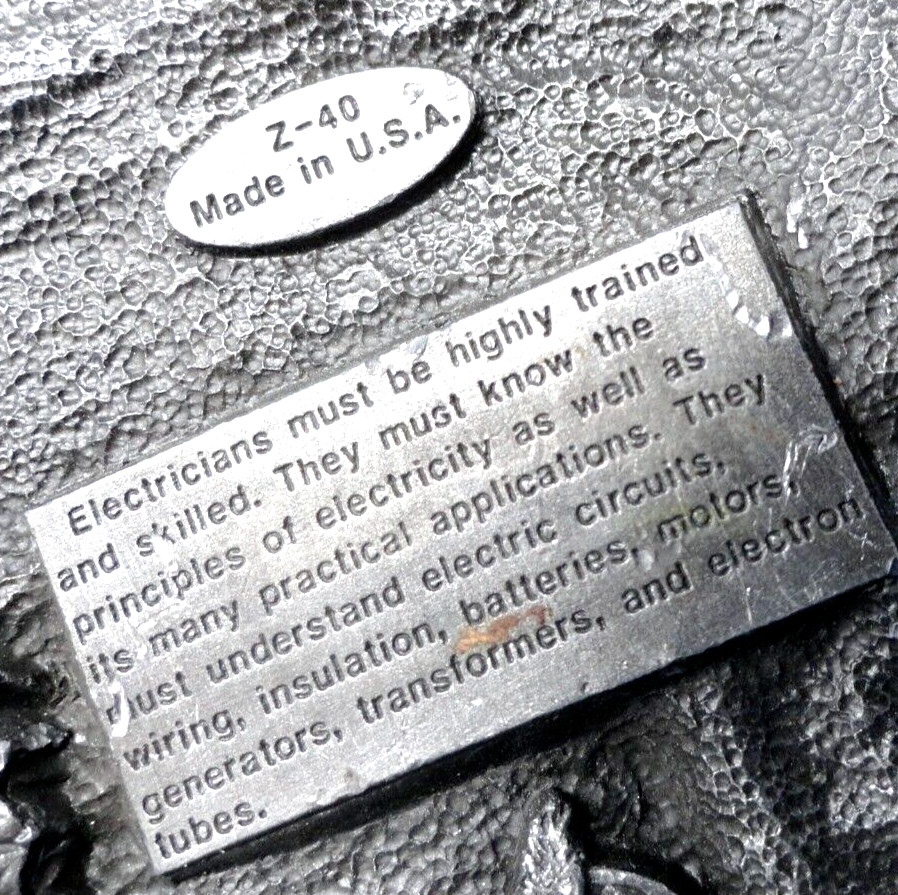 Z-40
Made in U.S.A.
Electricians must be highly trained
and skilled. They must know the
principles of electricity as well as
its many practical applications. They
must understand electric circuits,
wiring, insulation, batteries, motors,
generators, transformers, and electron
tubes.